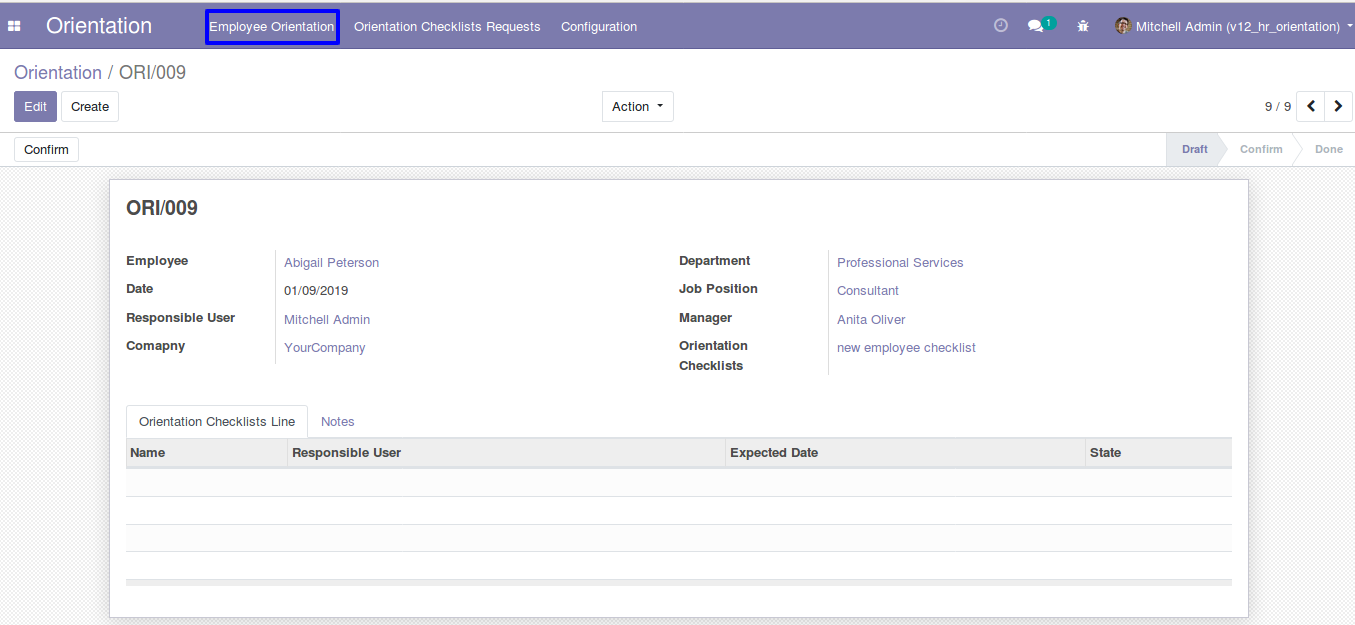 Orientation Employee Orientation Orientation Checklists Requests Configuration 1 Mitchell Admin (v12_hr_orientation)
Orientation / ORI/009
Edit Create Action 9 / 9
Confirm Draft Confirm Done
ORI/009
Employee Abigail Peterson Department Professional Services
Date 01/09/2019 Job Position Consultant
Responsible User Mitchell Admin Manager Anita Oliver
Comapny YourCompany Orientation new employee checklist
Checklists
Orientation Checklists Line Notes
Name Responsible User Expected Date State